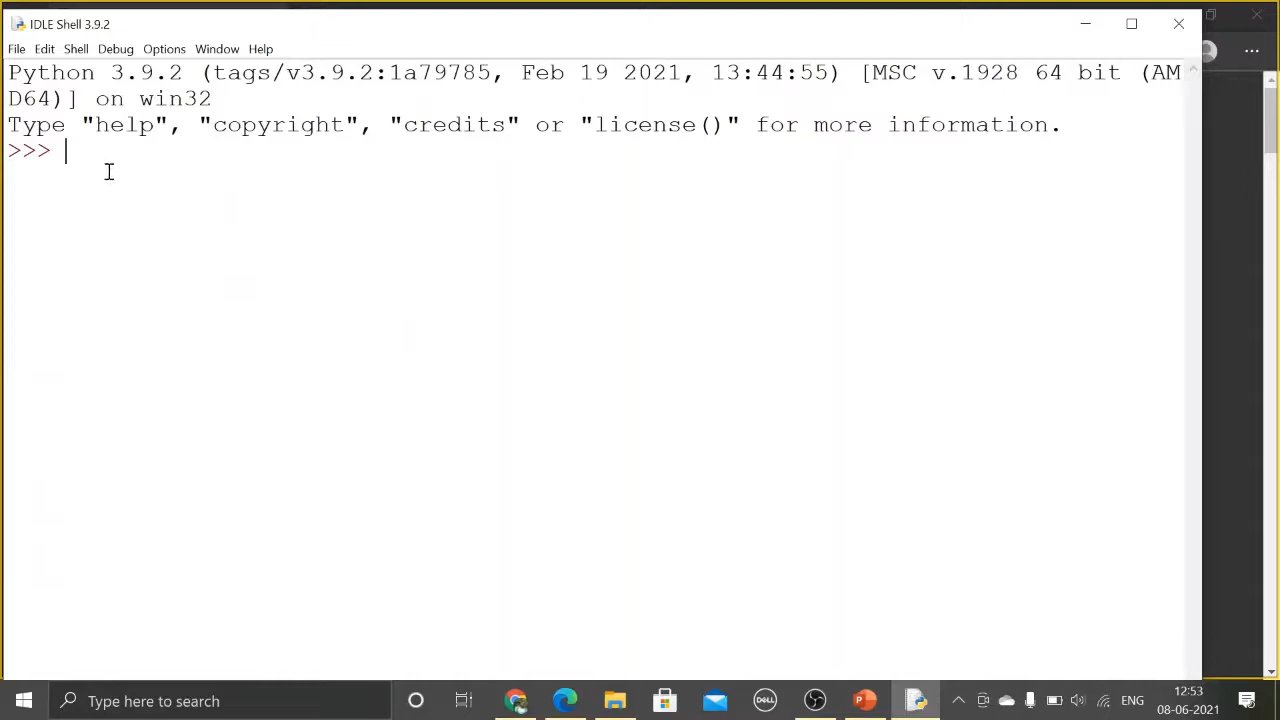 IDLE Shell 3.9.2
File Edit Shell Debug Options Window Help
Python 3.9.2 (tags/v3.9.2:1a79785, Feb 19 2021, 13:44:55) [MSC v.1928 64 bit (AM
D64)] on win32
Type "help", "copyright", "credits" or "license()" for more information.
>>>
Type here to search
DELL
P
ENG
12:53
08-06-2021